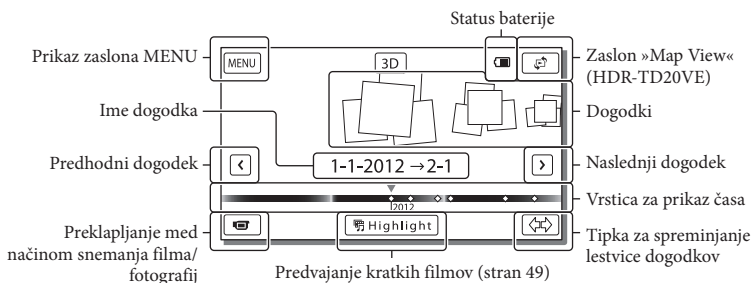 Status baterije
Prikaz zaslona MENU
MENU
3D
Zaslon »Map View«
(HDR-TD20VE)
Ime dogodka
Dogodki
Predhodni dogodek
1-1-2012 →2-1
Naslednji dogodek
2012
Vrstica za prikaz časa
Preklapljanje med
načinom snemanja filma/
fotografij
Highlight
Tipka za spreminjanje
lestvice dogodkov
Predvajanje kratkih filmov (stran 49)